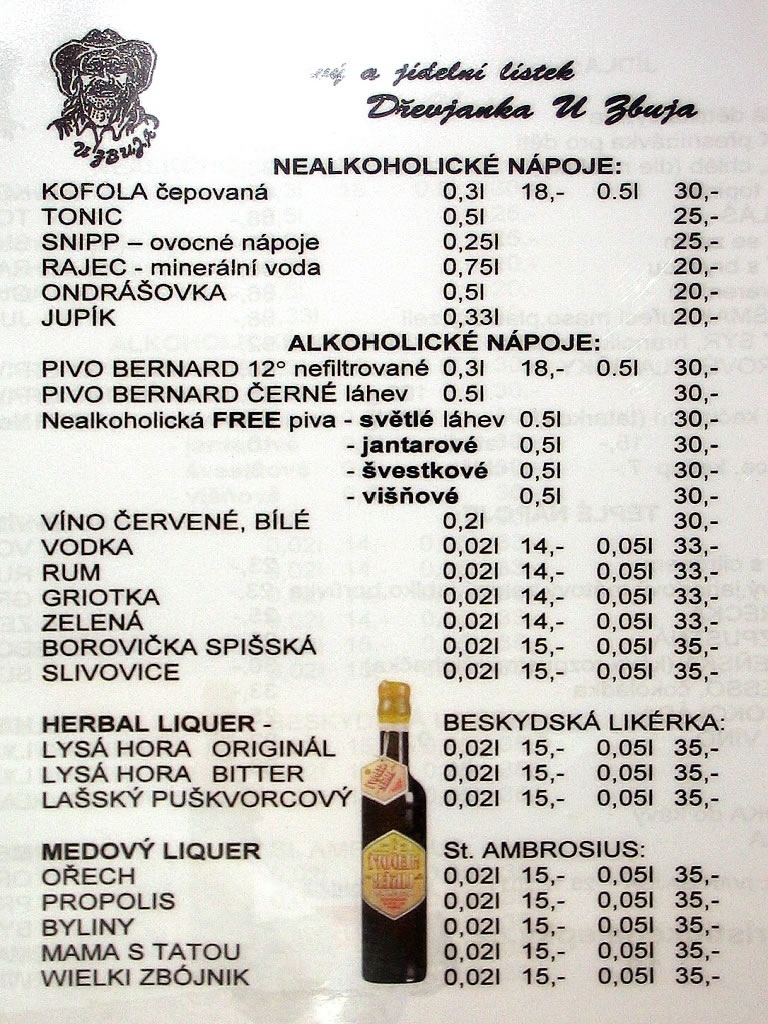 U ZBUJA
a jídelní lístek
Dřevjanka U Zbuja
NEALKOHOLICKÉ NÁPOJE:
KOFOLA čepovaná 0,3l 18,- 0.5l 30,-
TONIC 0,5l 25,-
SNIPP – ovocné nápoje 0,25l 25,-
RAJEC - minerální voda 0,75l 20,-
ONDRÁŠOVKA 0,5l 20,-
JUPÍK 0,33l 20,-
ALKOHOLICKÉ NÁPOJE:
PIVO BERNARD 12° nefiltrované 0,3l 18,- 0.5l 30,-
PIVO BERNARD ČERNÉ láhev 0.5l 30,-
Nealkoholická FREE piva - světlé láhev 0.5l 30,-
- jantarové 0,5l 30,-
- švestkové 0,5l 30,-
- višňové 0,5l 30,-
VÍNO ČERVENÉ, BÍLÉ 0,2l 30,-
VODKA 0,02l 14,- 0,05l 33,-
RUM 0,02l 14,- 0,05l 33,-
GRIOTKA 0,02l 14,- 0,05l 33,-
ZELENÁ 0,02l 14,- 0,05l 33,-
BOROVIČKA SPIŠSKÁ 0,02l 15,- 0,05l 35,-
SLIVOVICE 0,02l 15,- 0,05l 35,-
HERBAL LIQUER - BESKYDSKÁ LIKÉRKA:
LYSÁ HORA ORIGINÁL 0,02l 15,- 0,05l 35,-
LYSÁ HORA BITTER 0,02l 15,- 0,05l 35,-
LAŠSKÝ PUŠKVORCOVÝ 0,02l 15,- 0,05l 35,-
MEDOVÝ LIQUER St. AMBROSIUS:
OŘECH 0,02l 15,- 0,05l 35,-
PROPOLIS 0,02l 15,- 0,05l 35,-
BYLINY 0,02l 15,- 0,05l 35,-
MAMA S TATOU 0,02l 15,- 0,05l 35,-
WIELKI ZBÓJNIK 0,02l 15,- 0,05l 35,-